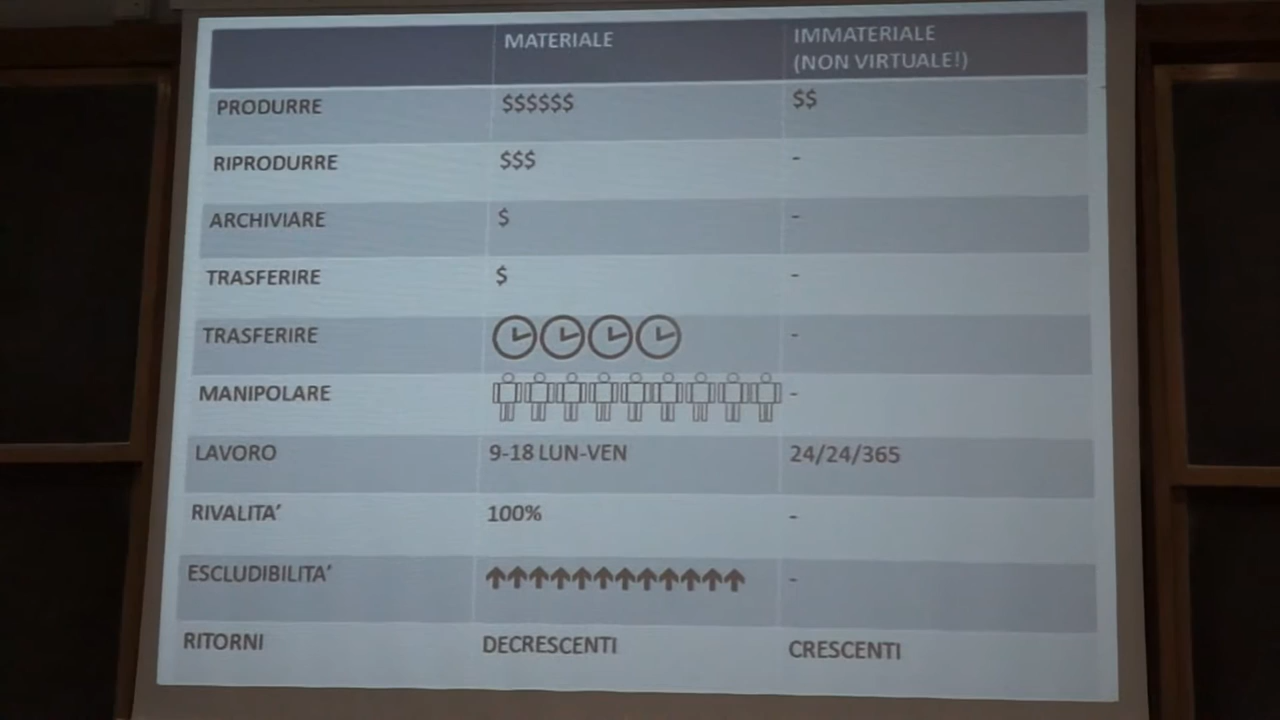 MATERIALE
IMMATERIALE
(NON VIRTUALE!)
PRODURRE $$$$$$ $$
RIPRODURRE $$$ -
ARCHIVIARE $ -
TRASFERIRE $ -
TRASFERIRE -
MANIPOLARE -
LAVORO 9-18 LUN-VEN 24/24/365
RIVALITA' 100% -
ESCLUDIBILITA' -
RITORNI DECRESCENTI CRESCENTI